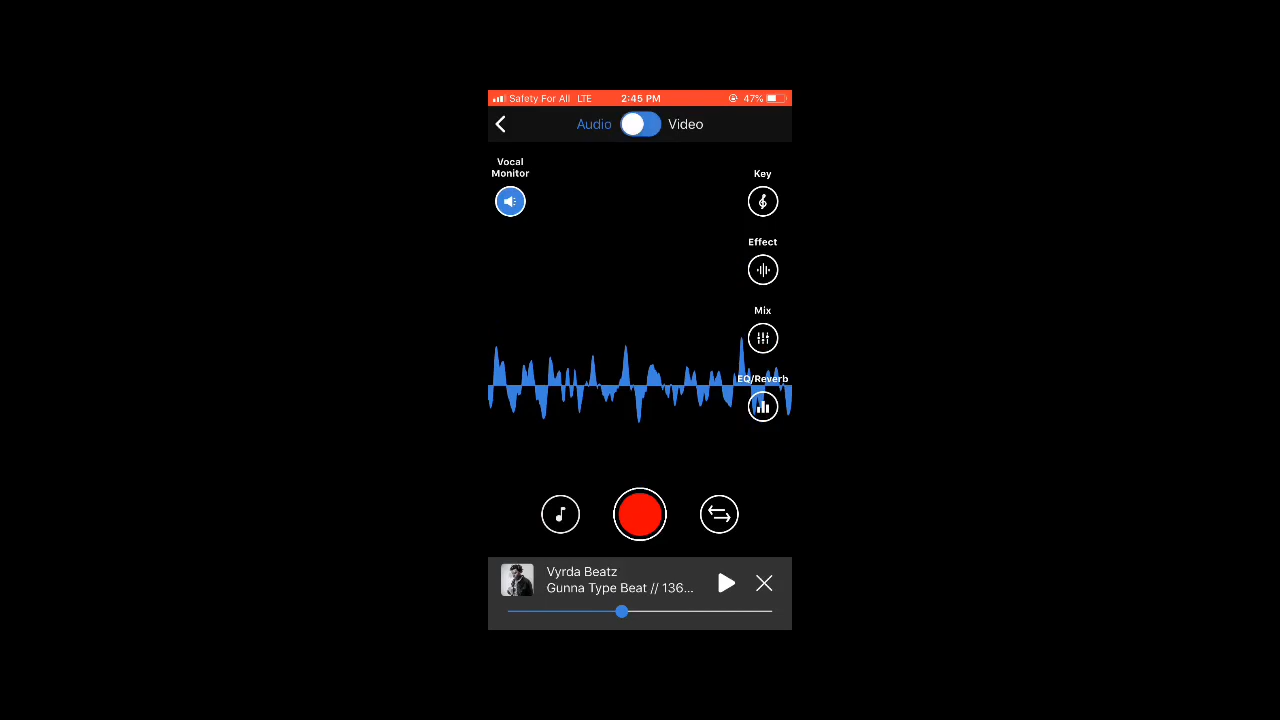 Safety For All LTE 2:45 PM 47%
Audio Video
Vocal
Monitor
Key
Effect
Mix
EQ/Reverb
Vyrda Beatz
Gunna Type Beat // 136...